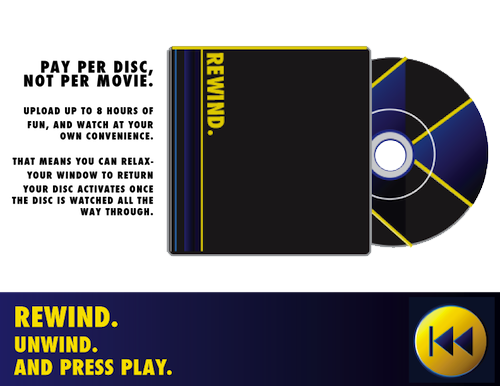 PAY PER DISC,
NOT PER MOVIE.
UPLOAD UP TO 8 HOURS OF
FUN, AND WATCH AT YOUR
OWN CONVENIENCE.
THAT MEANS YOU CAN RELAX-
YOUR WINDOW TO RETURN
YOUR DISC ACTIVATES ONCE
THE DISC IS WATCHED ALL THE
WAY THROUGH.
REWIND.
REWIND.
UNWIND.
AND PRESS PLAY.